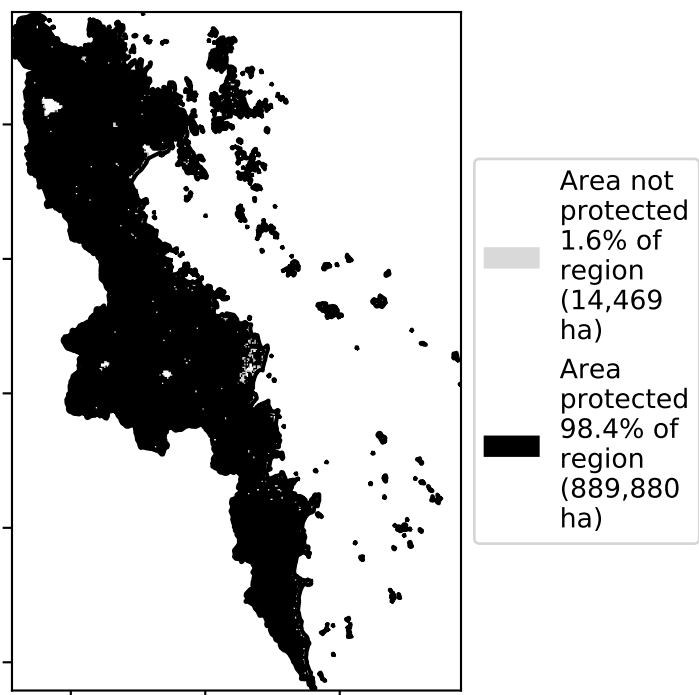 Area not
protected
1.6% of
region
(14,469
ha)
Area
protected
98.4% of
region
(889,880
ha)